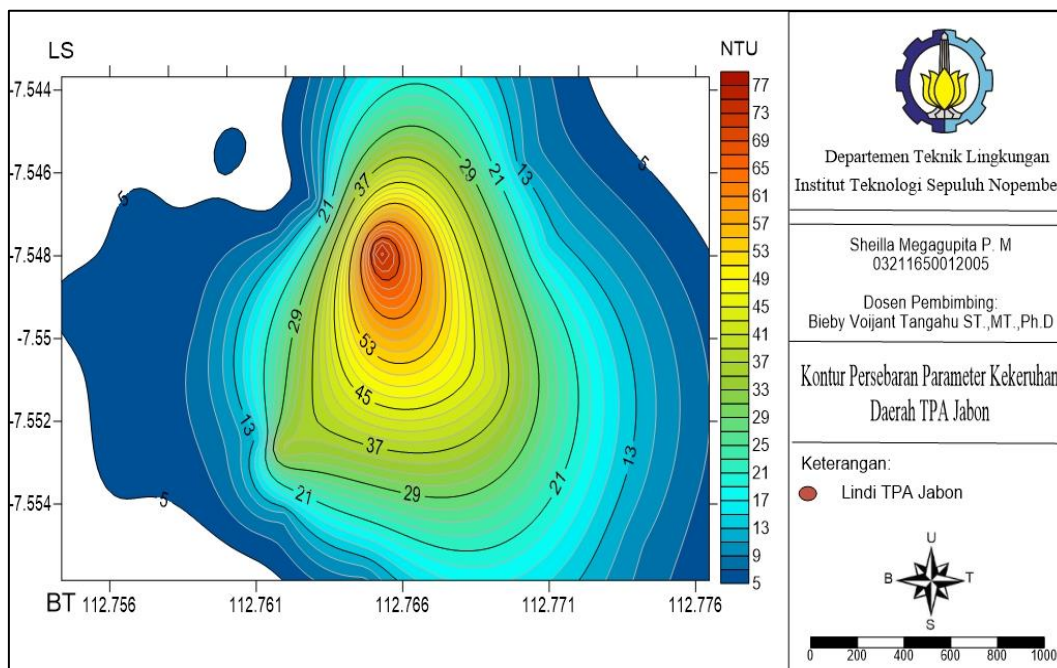 LS
NTU
-7.544
-7.546
-7.548
-7.55
-7.552
-7.554
BT
112.756
112.761
112.766
112.771
112.776
5
5
5
13
13
13
21
21
21
21
29
29
29
37
37
45
53
77
73
69
65
61
57
53
49
45
41
37
33
29
25
21
17
13
9
5
Departemen Teknik Lingkungan
Institut Teknologi Sepuluh Nopembe
Sheilla Megagupita P. M
03211650012005
Dosen Pembimbing:
Bieby Voijant Tangahu ST.,MT.,Ph.D
Kontur Persebaran Parameter Kekeruhan
Daerah TPA Jabon
Keterangan:
Lindi TPA Jabon
U
B
T
S
0 200 400 600 800 1000